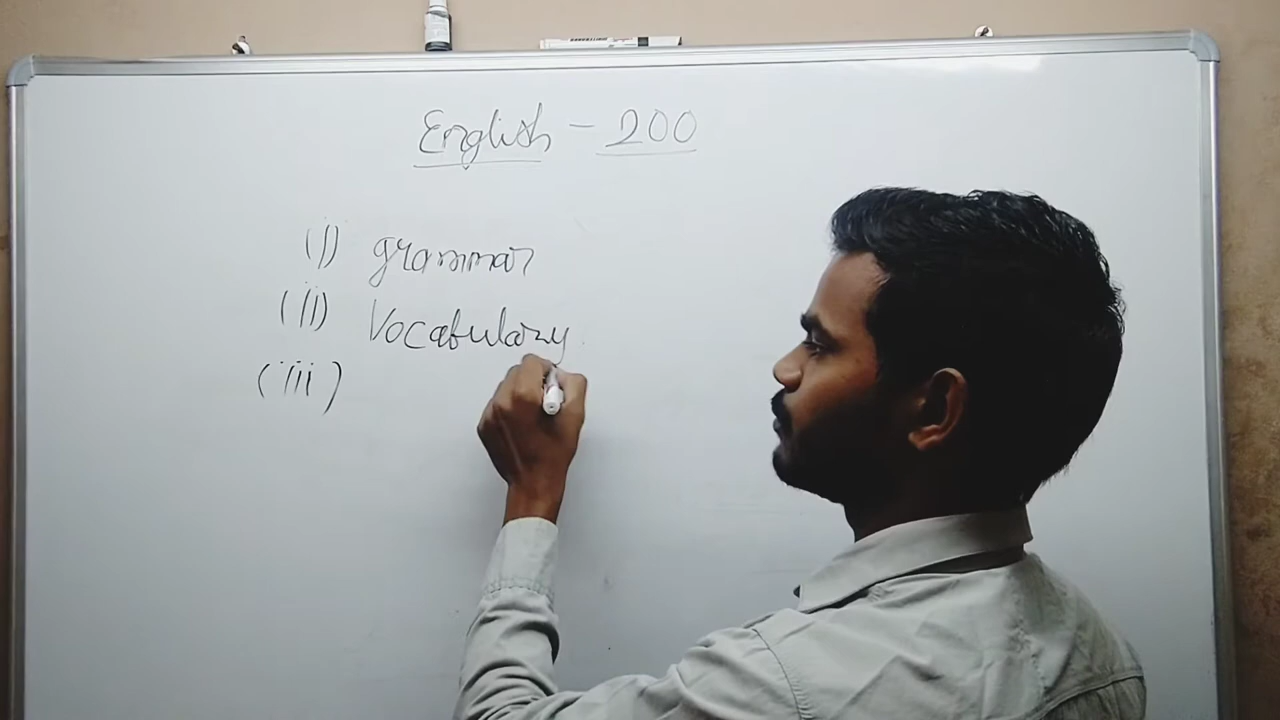 English - 200
(i) grammar
(ii) Vocabulary
(iii)